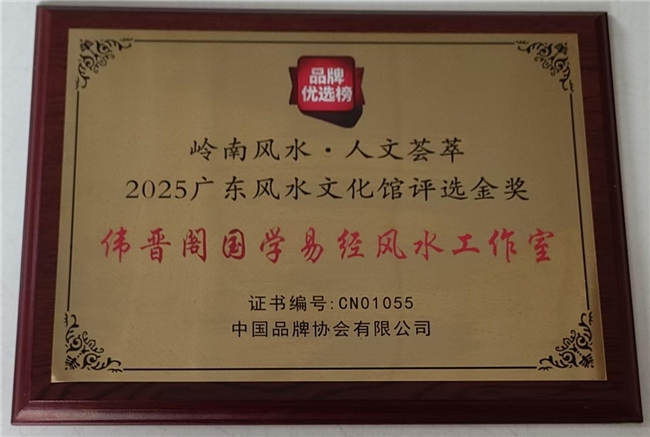 品牌
优选榜
岭南风水·人文荟萃
2025广东风水文化馆评选金奖
伟晋阁国学易经风水工作室
证书编号:CN01055
中国品牌协会有限公司